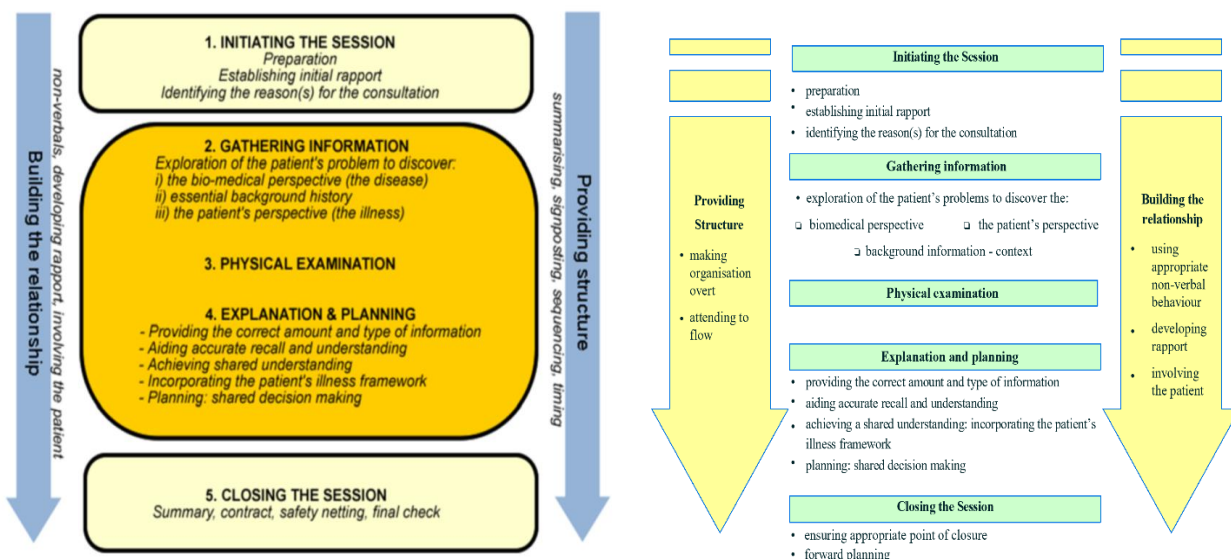 1. INITIATING THE SESSION
Preparation
Establishing initial rapport
Identifying the reason(s) for the consultation
2. GATHERING INFORMATION
Exploration of the patient's problem to discover:
i) the bio-medical perspective (the disease)
ii) essential background history
iii) the patient's perspective (the illness)
3. PHYSICAL EXAMINATION
4. EXPLANATION & PLANNING
- Providing the correct amount and type of information
- Aiding accurate recall and understanding
- Achieving shared understanding
- Incorporating the patient's illness framework
- Planning: shared decision making
5. CLOSING THE SESSION
Summary, contract, safety netting, final check
Building the relationship
non-verbals, developing rapport, involving the patient
Providing structure
summarising, signposting, sequencing, timing
Initiating the Session
• preparation
• establishing initial rapport
• identifying the reason(s) for the consultation
Gathering information
• exploration of the patient's problems to discover the:
❑ biomedical perspective ❑ the patient's perspective
❑ background information - context
Physical examination
Explanation and planning
• providing the correct amount and type of information
• aiding accurate recall and understanding
• achieving a shared understanding: incorporating the patient's
illness framework
• planning: shared decision making
Closing the Session
• ensuring appropriate point of closure
• forward planning
Providing
Structure
• making
organisation
overt
• attending to
flow
Building the
relationship
• using
appropriate
non-verbal
behaviour
• developing
rapport
• involving
the patient